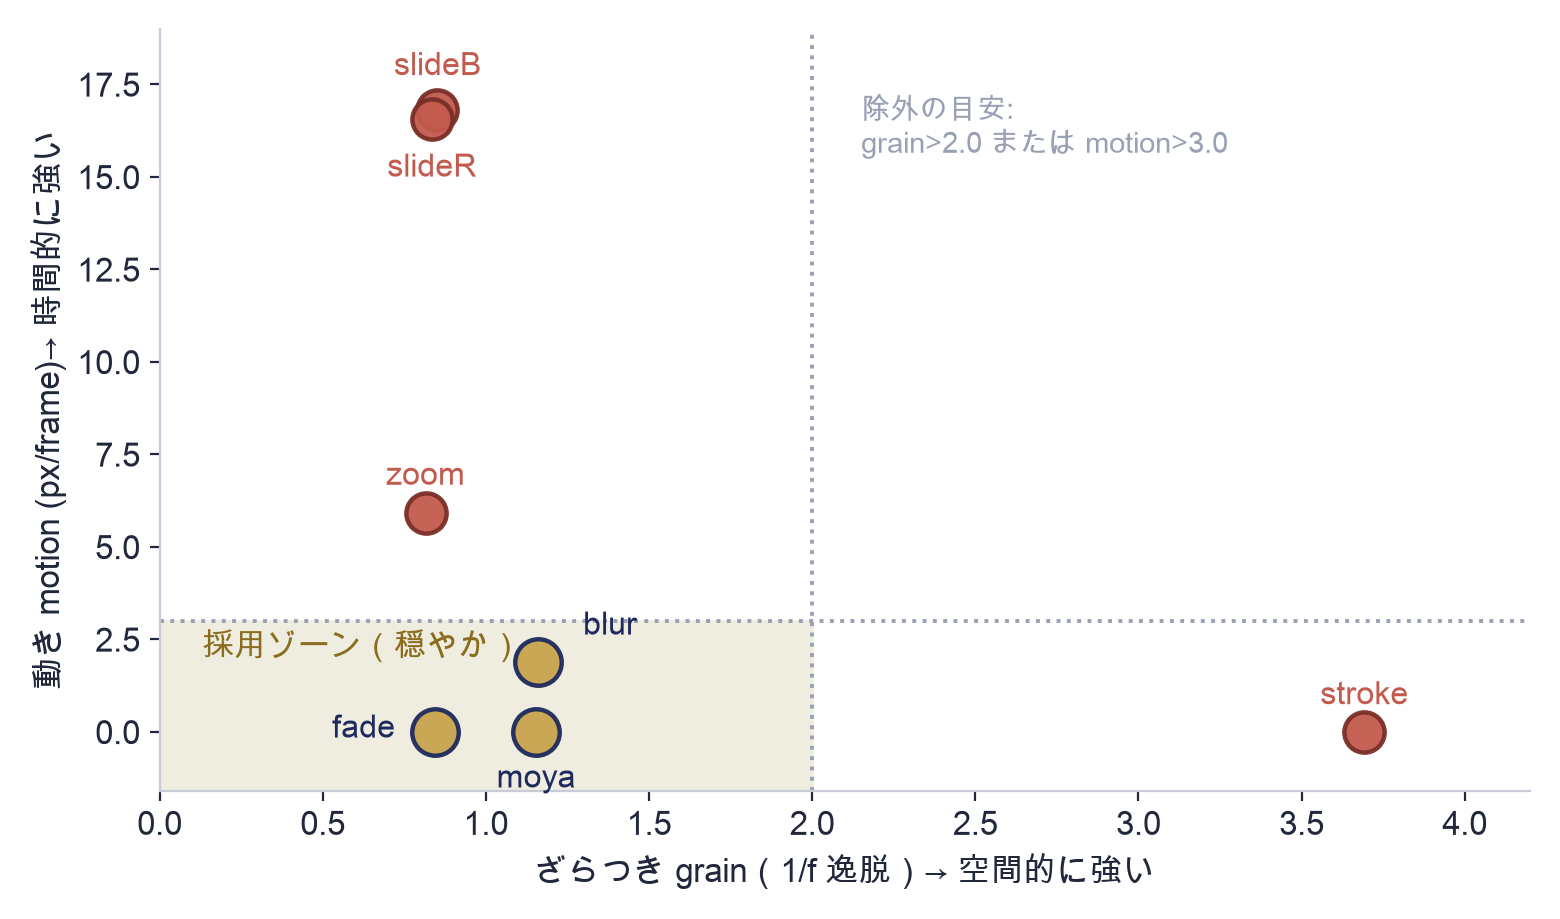 slideB
17.5
除外の目安:
grain>2.0 または motion>3.0
slideR
15.0
12.5
10.0
7.5
zoom
5.0
動き motion (px/frame)→ 時間的に強い
blur
2.5
採用ゾーン ( 穏やか )
stroke
fade
0.0
moya
0.0 0.5 1.0 1.5 2.0 2.5 3.0 3.5 4.0
ざらつき grain ( 1/f 逸脱 ) → 空間的に強い